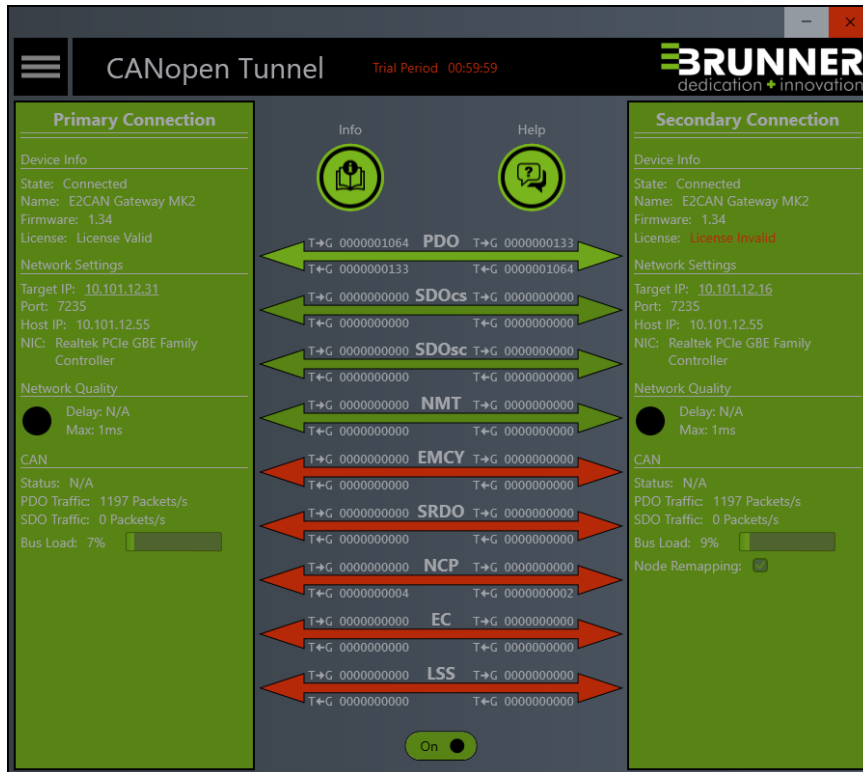 CANopen Tunnel
Trial Period 00:59:59
BRUNNER
dedication + innovation
Primary Connection
Device Info
State: Connected
Name: E2CAN Gateway MK2
Firmware: 1.34
License: License Valid
Network Settings
Target IP: 10.101.12.31
Port: 7235
Host IP: 10.101.12.55
NIC: Realtek PCIe GBE Family
Controller
Network Quality
Delay: N/A
Max: 1ms
CAN
Status: N/A
PDO Traffic: 1197 Packets/s
SDO Traffic: 0 Packets/s
Bus Load: 7%
Info Help
T➔G 0000001064 PDO T➔G 0000000133
T←G 0000000133 T←G 0000001064
T➔G 0000000000 SDOcs T➔G 0000000000
T←G 0000000000 T←G 0000000000
T➔G 0000000000 SDOsc T➔G 0000000000
T←G 0000000000 T←G 0000000000
T➔G 0000000000 NMT T➔G 0000000000
T←G 0000000000 T←G 0000000000
T➔G 0000000000 EMCY T➔G 0000000000
T←G 0000000000 T←G 0000000000
T➔G 0000000000 SRDO T➔G 0000000000
T←G 0000000000 T←G 0000000000
T➔G 0000000000 NCP T➔G 0000000000
T←G 0000000004 T←G 0000000002
T➔G 0000000000 EC T➔G 0000000000
T←G 0000000000 T←G 0000000000
T➔G 0000000000 LSS T➔G 0000000000
T←G 0000000000 T←G 0000000000
On
Secondary Connection
Device Info
State: Connected
Name: E2CAN Gateway MK2
Firmware: 1.34
License: License Invalid
Network Settings
Target IP: 10.101.12.16
Port: 7235
Host IP: 10.101.12.55
NIC: Realtek PCIe GBE Family
Controller
Network Quality
Delay: N/A
Max: 1ms
CAN
Status: N/A
PDO Traffic: 1197 Packets/s
SDO Traffic: 0 Packets/s
Bus Load: 9%
Node Remapping: